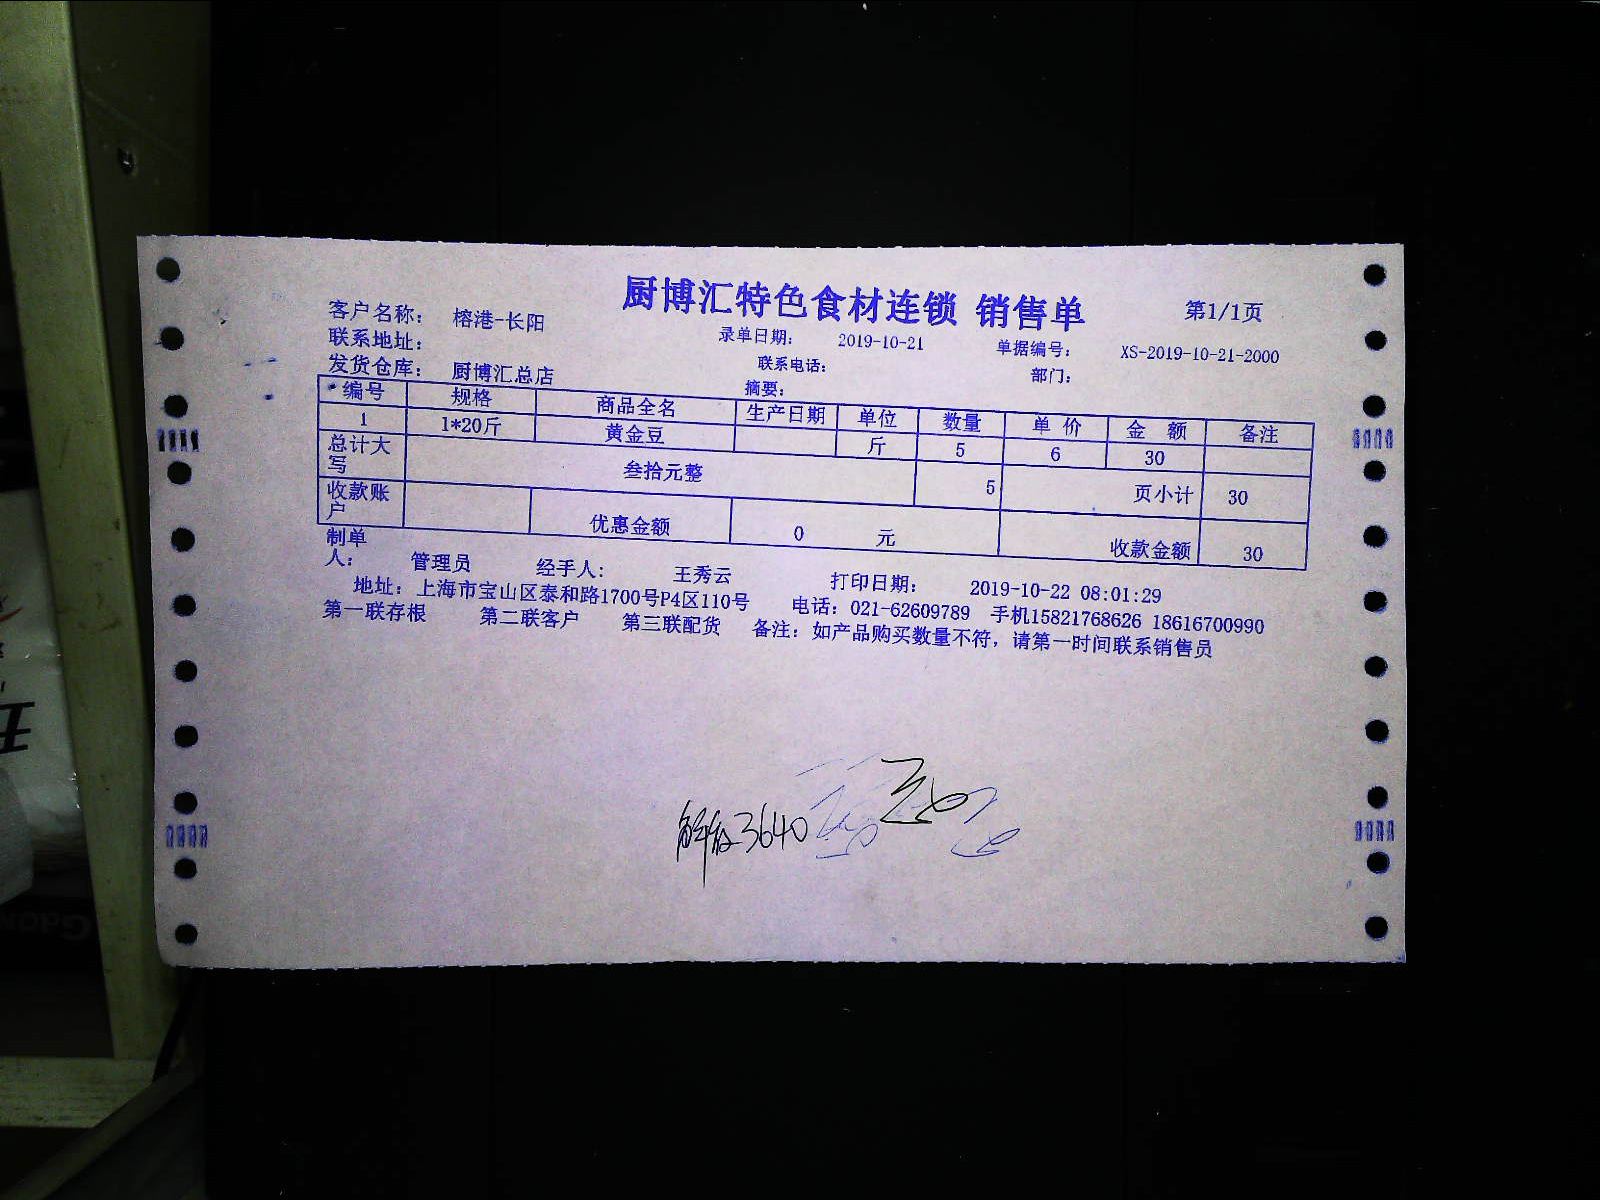 厨博汇特色食材连锁 销售单 第1/1页
客户名称： 榕港-长阳 录单日期： 2019-10-21 单据编号： XS-2019-10-21-2000
联系地址： 联系电话： 部门：
发货仓库： 厨博汇总店 摘要：
编号 规格 商品全名 生产日期 单位 数量 单 价 金 额 备注
1 1*20斤 黄金豆 斤 5 6 30
总计大写 叁拾元整 5 页小计 30
收款账户 优惠金额 0 元 收款金额 30
制单人： 管理员 经手人： 王秀云 打印日期： 2019-10-22 08:01:29
地址：上海市宝山区泰和路1700号P4区110号 电话：021-62609789 手机15821768626 18616700990
第一联存根 第二联客户 第三联配货 备注：如产品购买数量不符，请第一时间联系销售员
3640